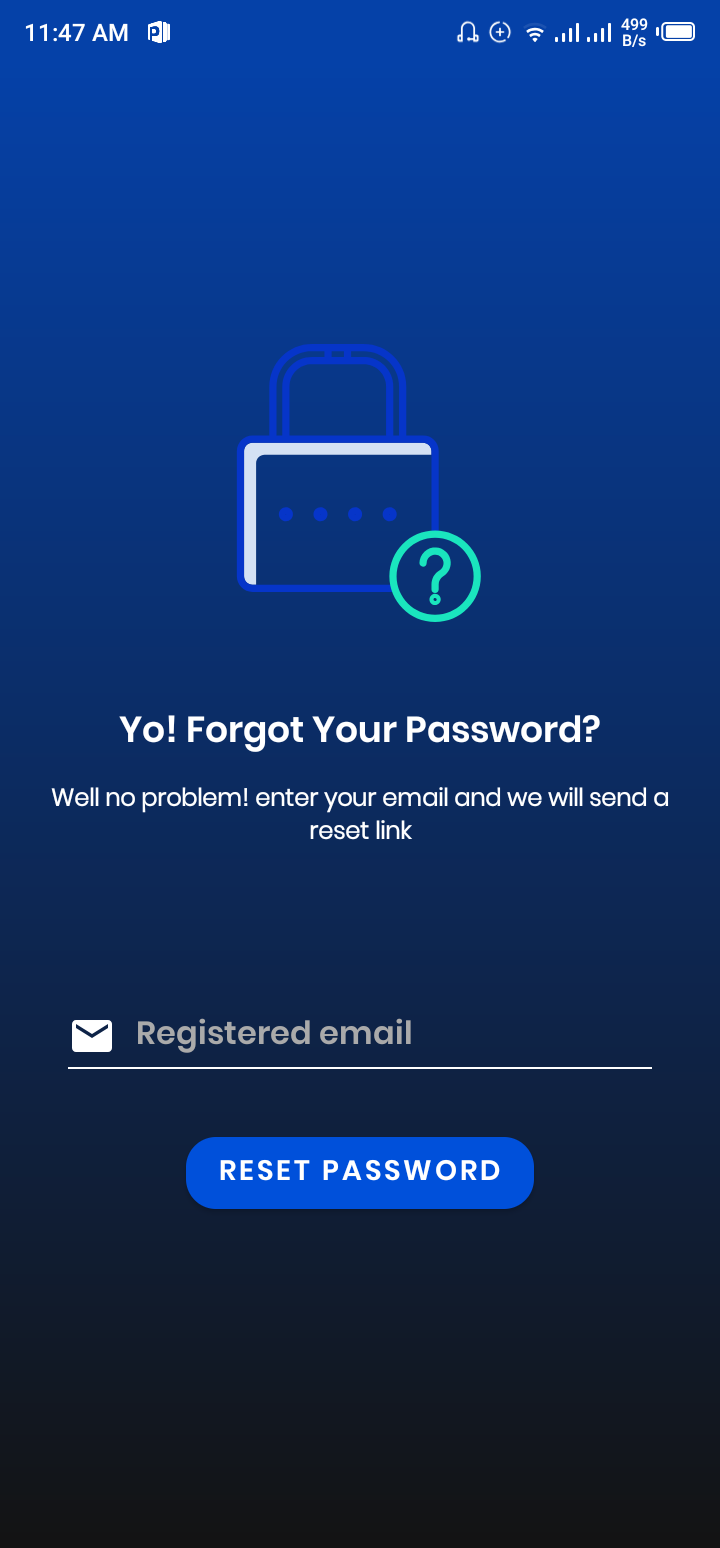 11:47 AM
499
B/s
Yo! Forgot Your Password?
Well no problem! enter your email and we will send a
reset link
Registered email
RESET PASSWORD